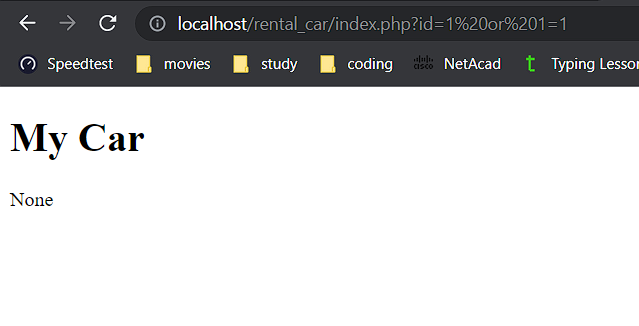 localhost/rental_car/index.php?id=1%20or%201=1
Speedtest movies study coding cisco NetAcad t Typing Lesson
My Car
None